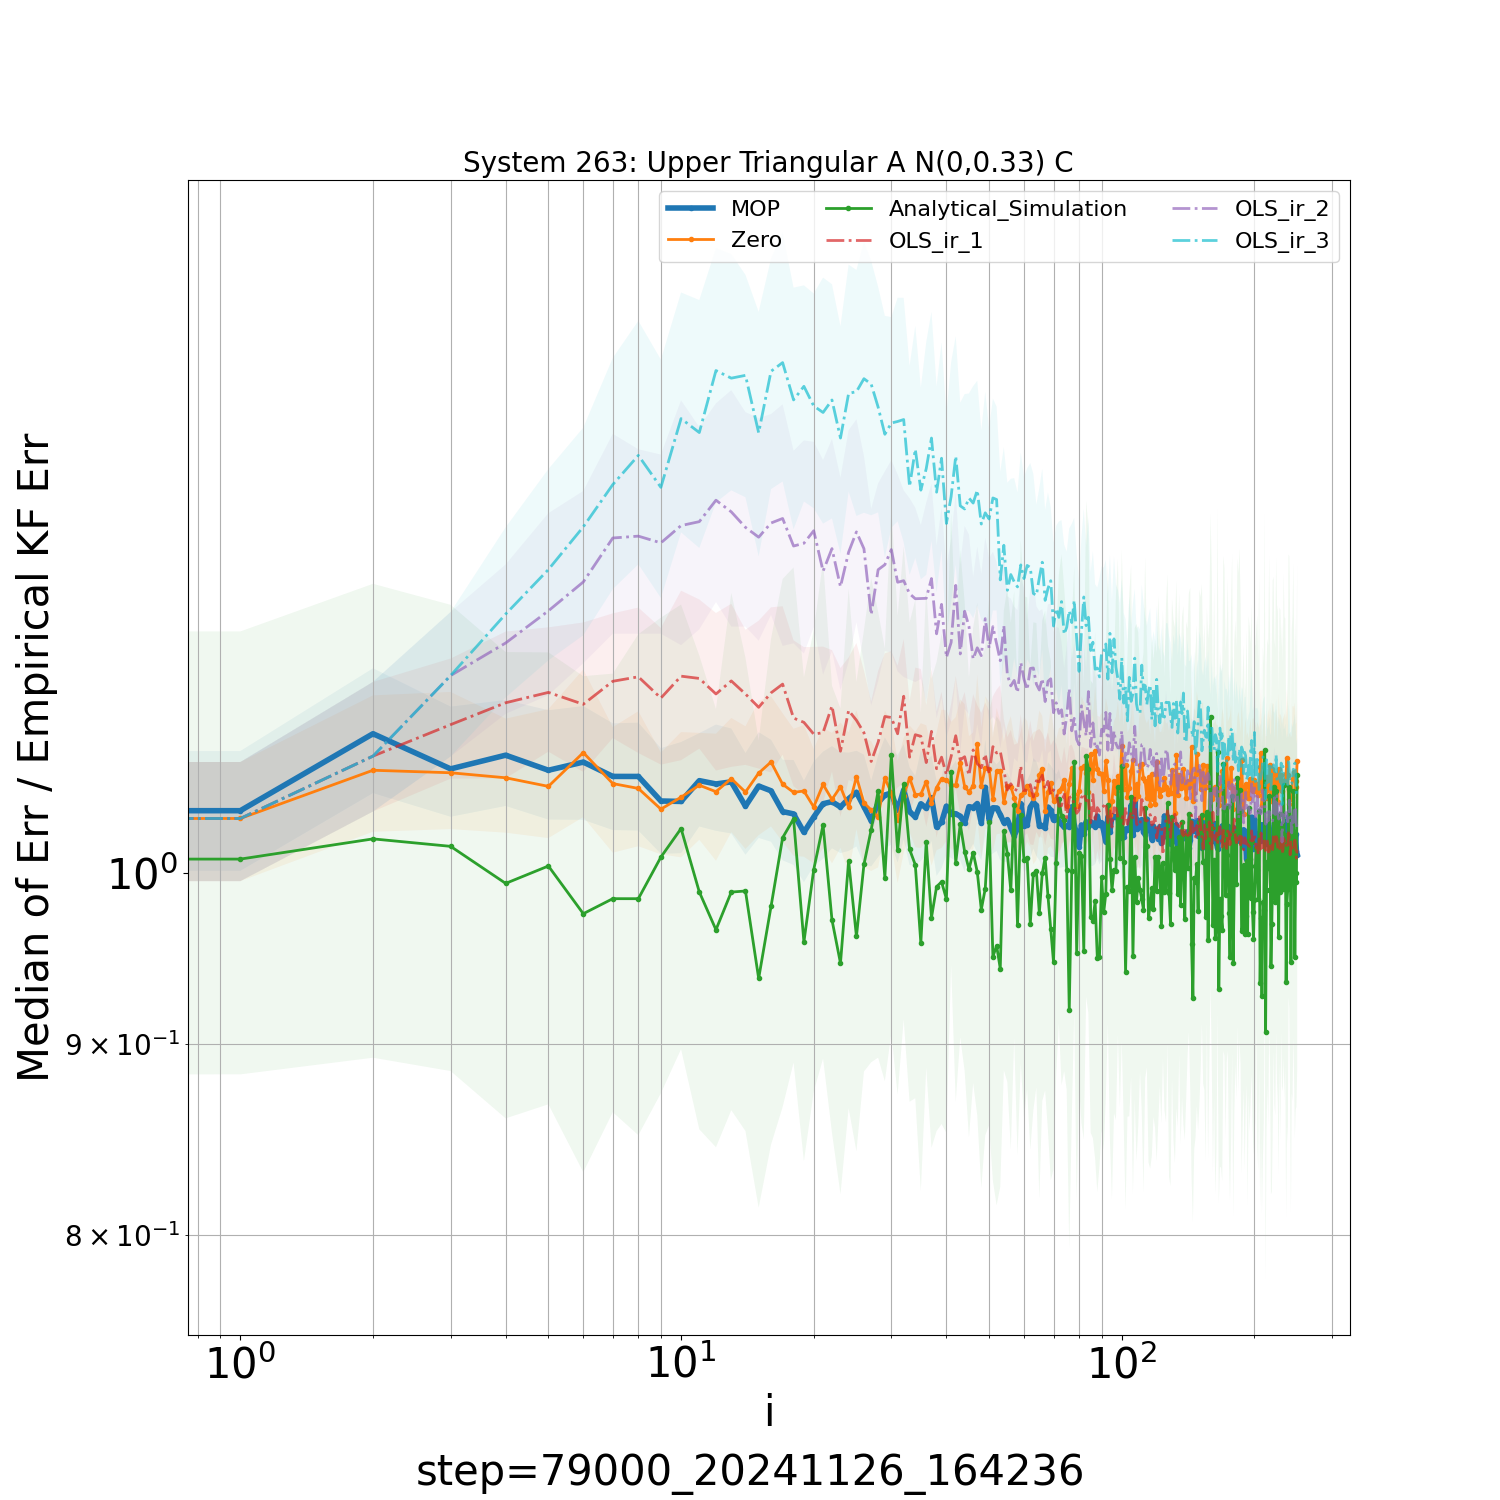 System 263: Upper Triangular A N(0,0.33) C
MOP
Zero
Analytical_Simulation
OLS_ir_1
OLS_ir_2
OLS_ir_3
Median of Err / Empirical KF Err
10⁰
9 × 10⁻¹
8 × 10⁻¹
10⁰
10¹
10²
i
step=79000_20241126_164236